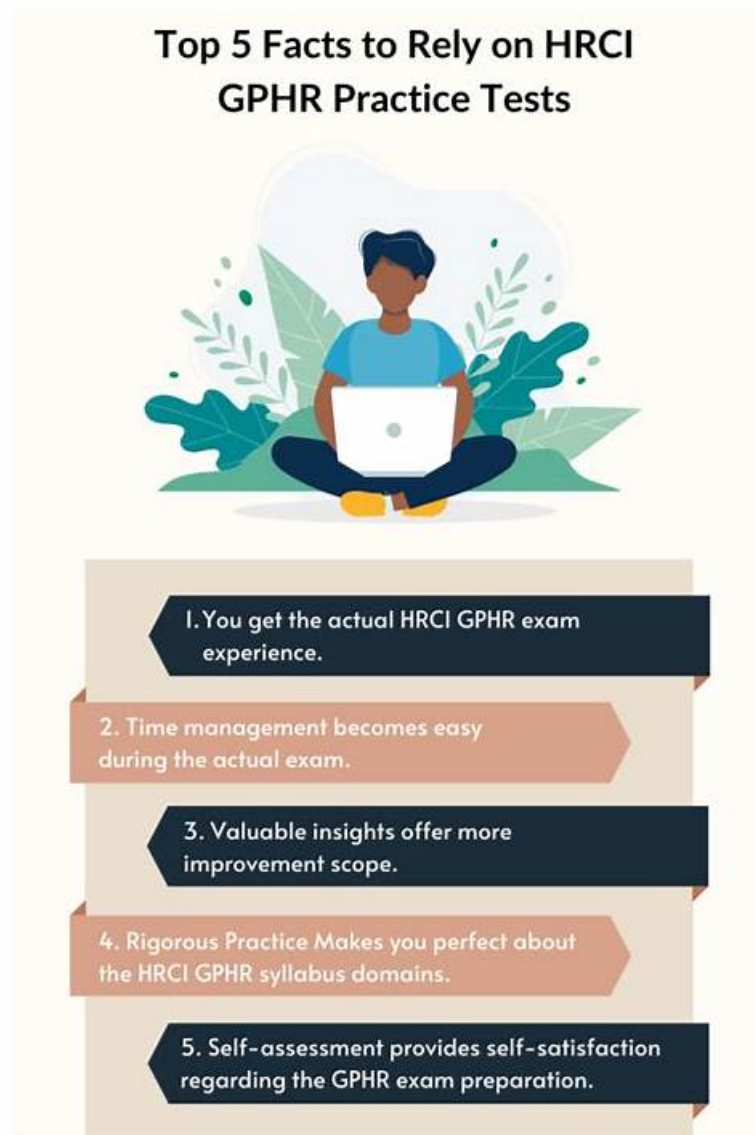 Top 5 Facts to Rely on HRCI
GPHR Practice Tests
1. You get the actual HRCI GPHR exam
experience.
2. Time management becomes easy
during the actual exam.
3. Valuable insights offer more
improvement scope.
4. Rigorous Practice Makes you perfect about
the HRCI GPHR syllabus domains.
5. Self-assessment provides self-satisfaction
regarding the GPHR exam preparation.